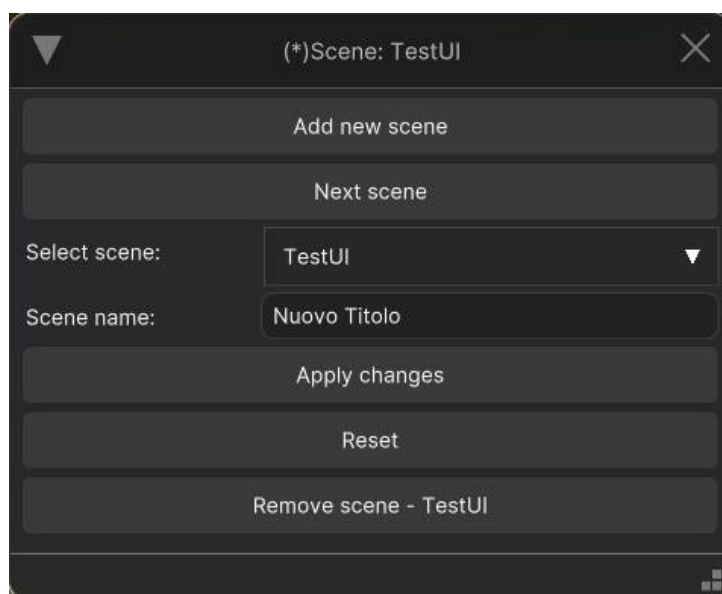 (*)Scene: TestUI
Add new scene
Next scene
Select scene: TestUI
Scene name: Nuovo Titolo
Apply changes
Reset
Remove scene - TestUI